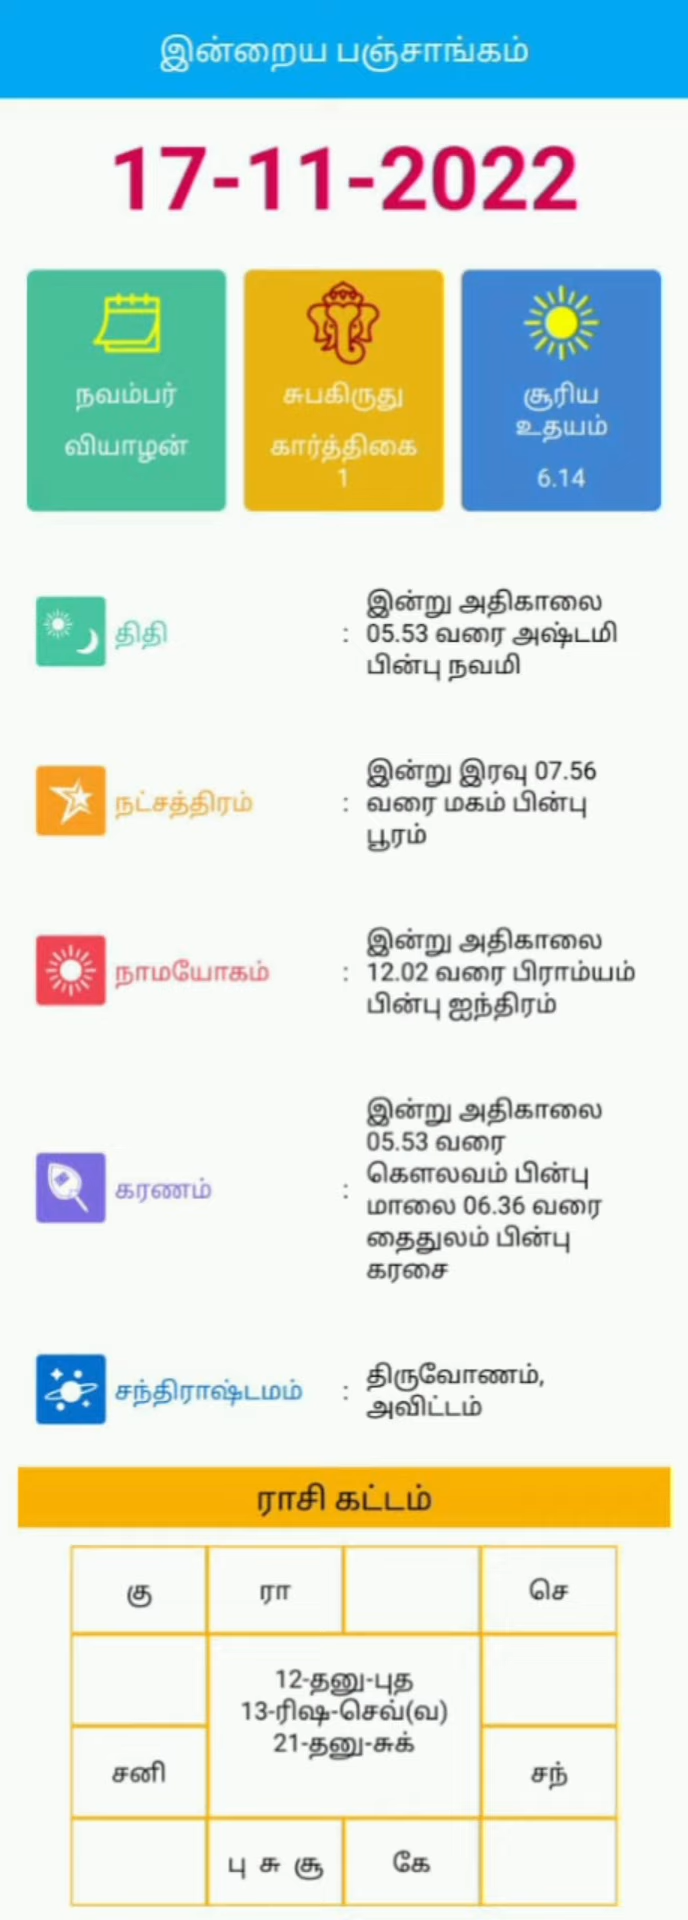 இன்றைய பஞ்சாங்கம்
17-11-2022
நவம்பர்
வியாழன்
சுபகிருது
கார்த்திகை
1
சூரிய
உதயம்
6.14
திதி
:
இன்று அதிகாலை
05.53 வரை அஷ்டமி
பின்பு நவமி
நட்சத்திரம்
:
இன்று இரவு 07.56
வரை மகம் பின்பு
பூரம்
நாமயோகம்
:
இன்று அதிகாலை
12.02 வரை பிராம்யம்
பின்பு ஐந்திரம்
கரணம்
:
இன்று அதிகாலை
05.53 வரை
கௌலவம் பின்பு
மாலை 06.36 வரை
தைதுலம் பின்பு
கரசை
சந்திராஷ்டமம்
:
திருவோணம்,
அவிட்டம்
ராசி கட்டம்
கு
ரா
செ
12-தனு-புத
13-ரிஷ-செவ்(வ)
21-தனு-சுக்
சனி
சந்
பு சு சூ
கே